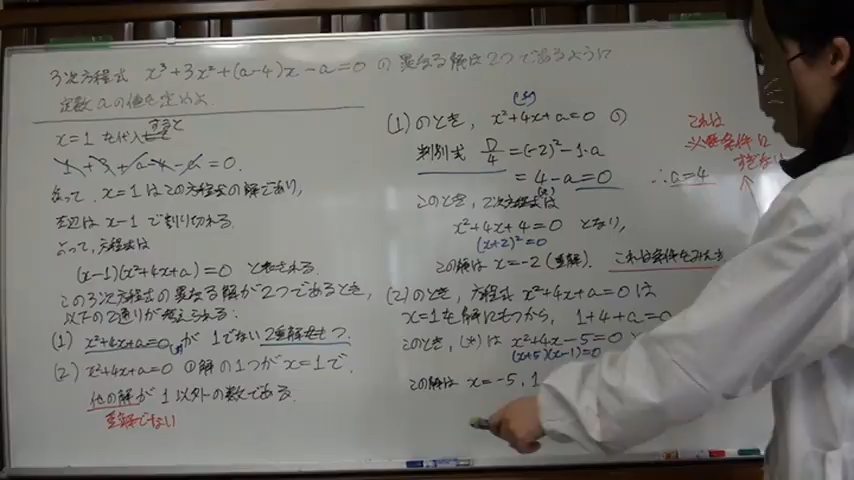 3次方程式 x³+3x²+(a-4)x-a=0 の異なる解は2つであるように
定数aの値を定めよ.
x=1 を代入すると
1+3+a-4-a=0.
従って, x=1はこの方程式の解であり,
左辺は x-1 で割り切れる.
よって, 方程式は
(x-1)(x²+4x+a)=0 と表される.
この3次方程式の異なる解が2つであるとき,
以下の2通りが考えられる:
(1) x²+4x+a=0 (*) が 1でない2重解をもつ.
(2) x²+4x+a=0 の解の1つが x=1で,
他の解が1以外の数である
重解でない
(1)のとき, x²+4x+a=0 の
(*)
判別式 D/4=(-2)²-1·a
=4-a=0 ∴a=4
このとき, 2次方程式(*)は
x²+4x+4=0 となり,
(x+2)²=0
この解は x=-2(重解). これは条件をみたす
(2)のとき, 方程式 x²+4x+a=0は
x=1を解にもつから, 1+4+a=0
このとき, (*)は x²+4x-5=0
(x+5)(x-1)=0
この解は x=-5, 1
これは
必要条件に
すぎない